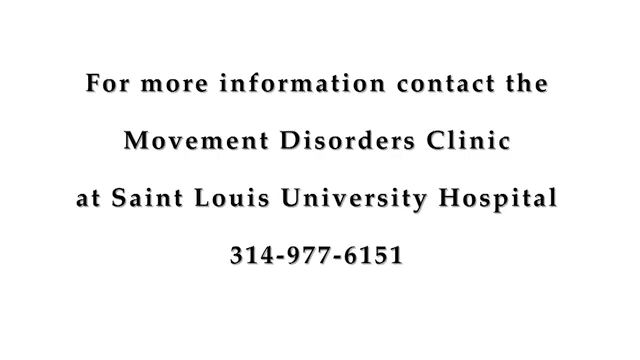 For more information contact the
Movement Disorders Clinic
at Saint Louis University Hospital
314-977-6151